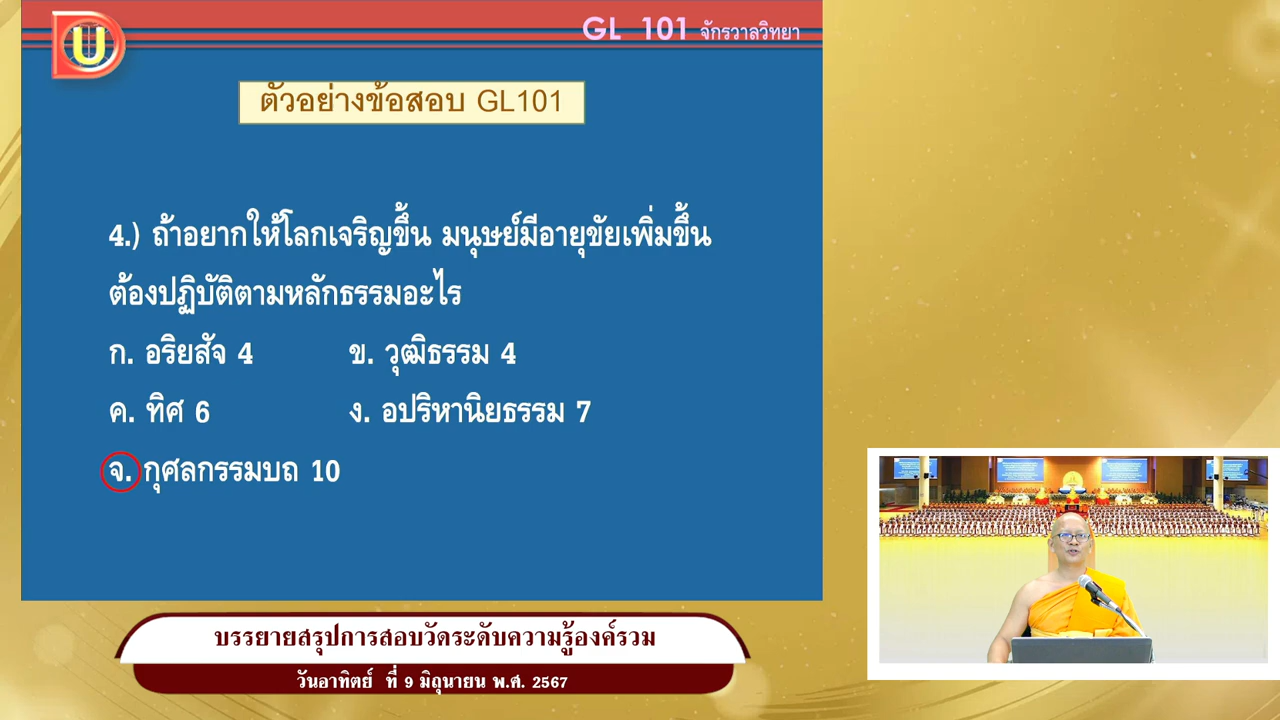 U
GL 101 จักรวาลวิทยา
ตัวอย่างข้อสอบ GL101
4.) ถ้าอยากให้โลกเจริญขึ้น มนุษย์มีอายุขัยเพิ่มขึ้น
ต้องปฏิบัติตามหลักธรรมอะไร
ก. อริยสัจ 4 ข. วุฒิธรรม 4
ค. ทิศ 6 ง. อปริหานิยธรรม 7
จ. กุศลกรรมบถ 10
บรรยายสรุปการสอบวัดระดับความรู้องค์รวม
วันอาทิตย์ ที่ 9 มิถุนายน พ.ศ. 2567